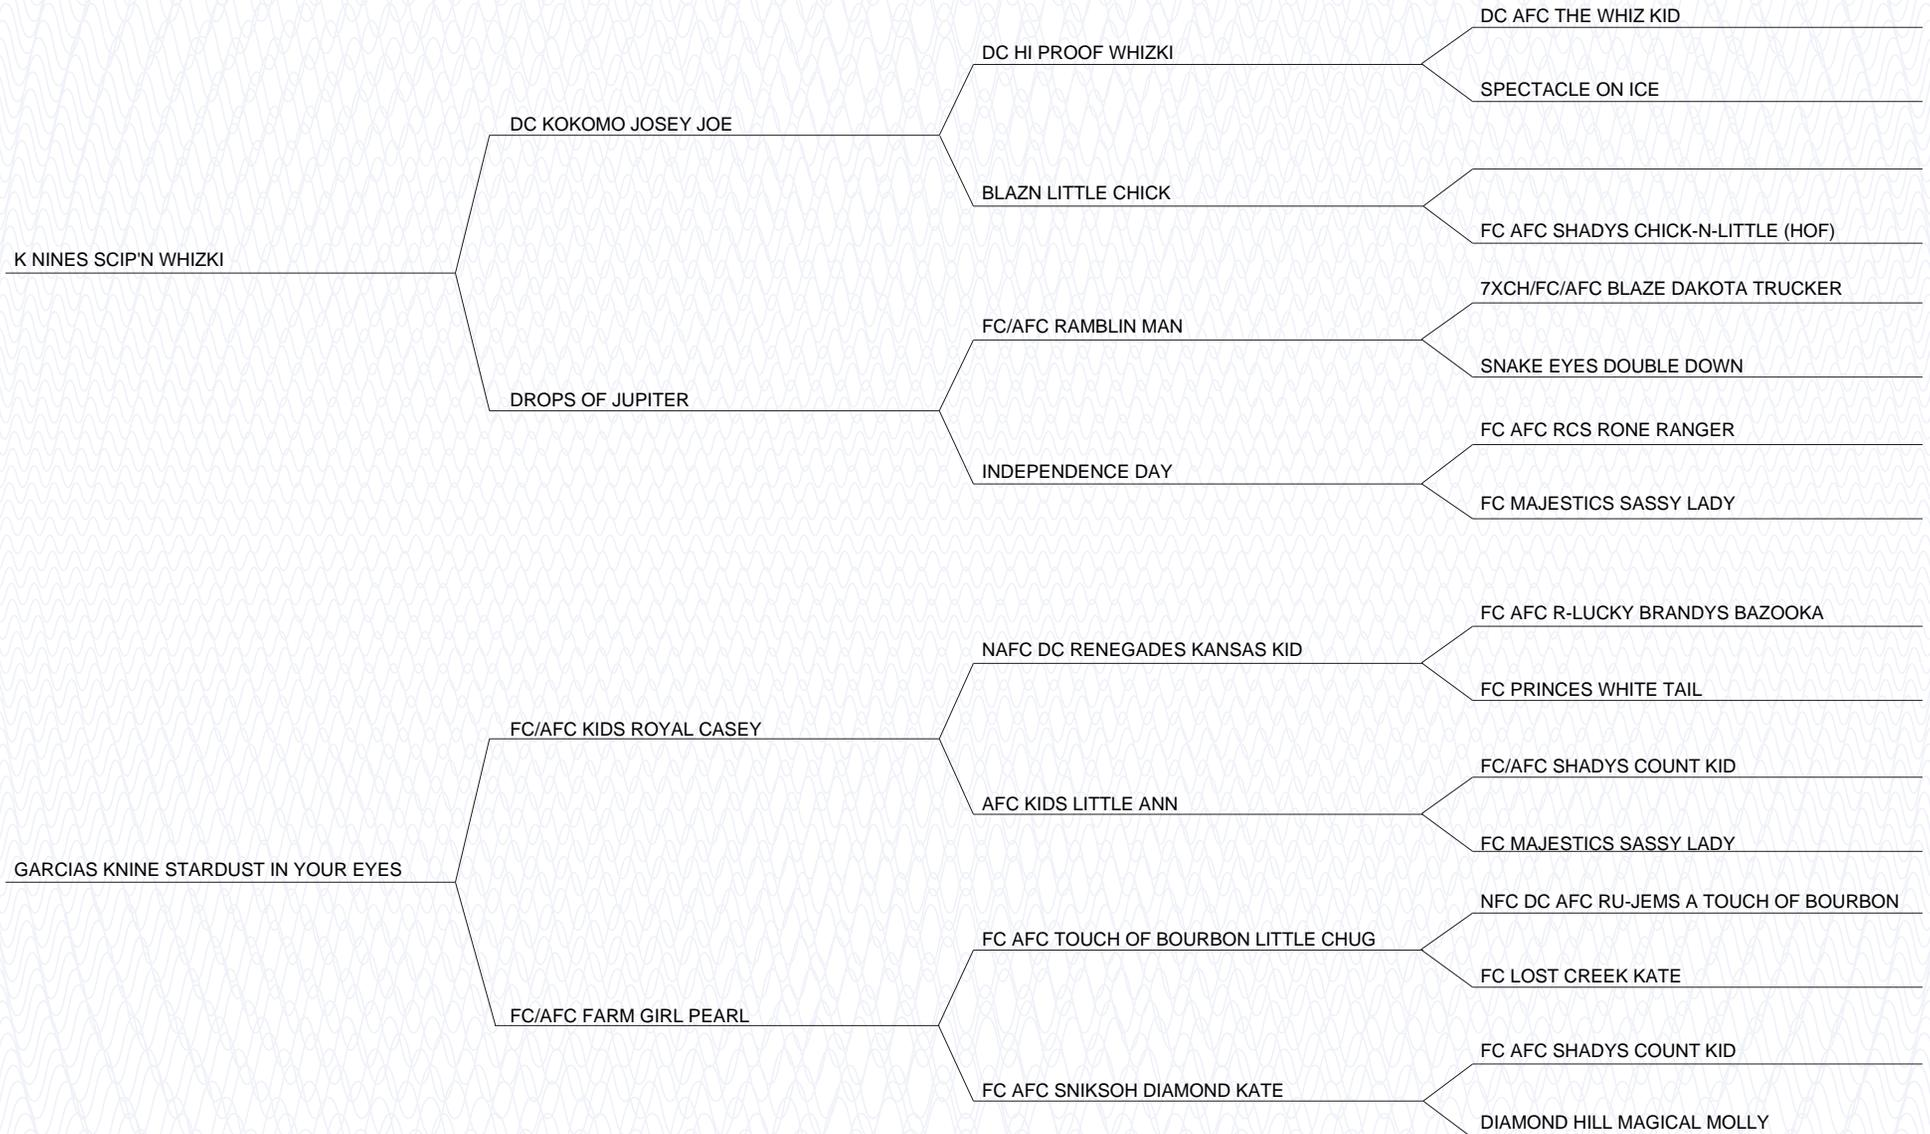 DC AFC THE WHIZ KID
DC HI PROOF WHIZKI
SPECTACLE ON ICE
DC KOKOMO JOSEY JOE
BLAZN LITTLE CHICK
FC AFC SHADYS CHICK-N-LITTLE (HOF)
K NINES SCIP'N WHIZKI
7XCH/FC/AFC BLAZE DAKOTA TRUCKER
FC/AFC RAMBLIN MAN
SNAKE EYES DOUBLE DOWN
DROPS OF JUPITER
FC AFC RCS RONE RANGER
INDEPENDENCE DAY
FC MAJESTICS SASSY LADY
FC AFC R-LUCKY BRANDYS BAZOOKA
NAFC DC RENEGADES KANSAS KID
FC PRINCES WHITE TAIL
FC/AFC KIDS ROYAL CASEY
FC/AFC SHADYS COUNT KID
AFC KIDS LITTLE ANN
FC MAJESTICS SASSY LADY
GARCIAS KNINE STARDUST IN YOUR EYES
NFC DC AFC RU-JEMS A TOUCH OF BOURBON
FC AFC TOUCH OF BOURBON LITTLE CHUG
FC LOST CREEK KATE
FC/AFC FARM GIRL PEARL
FC AFC SHADYS COUNT KID
FC AFC SNIKSOH DIAMOND KATE
DIAMOND HILL MAGICAL MOLLY